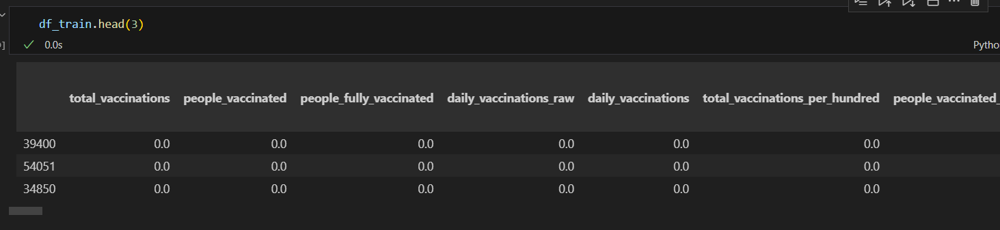 df_train.head(3)
0.0s
total_vaccinations people_vaccinated people_fully_vaccinated daily_vaccinations_raw daily_vaccinations total_vaccinations_per_hundred people_vaccinated_
39400 0.0 0.0 0.0 0.0 0.0 0.0
54051 0.0 0.0 0.0 0.0 0.0 0.0
34850 0.0 0.0 0.0 0.0 0.0 0.0